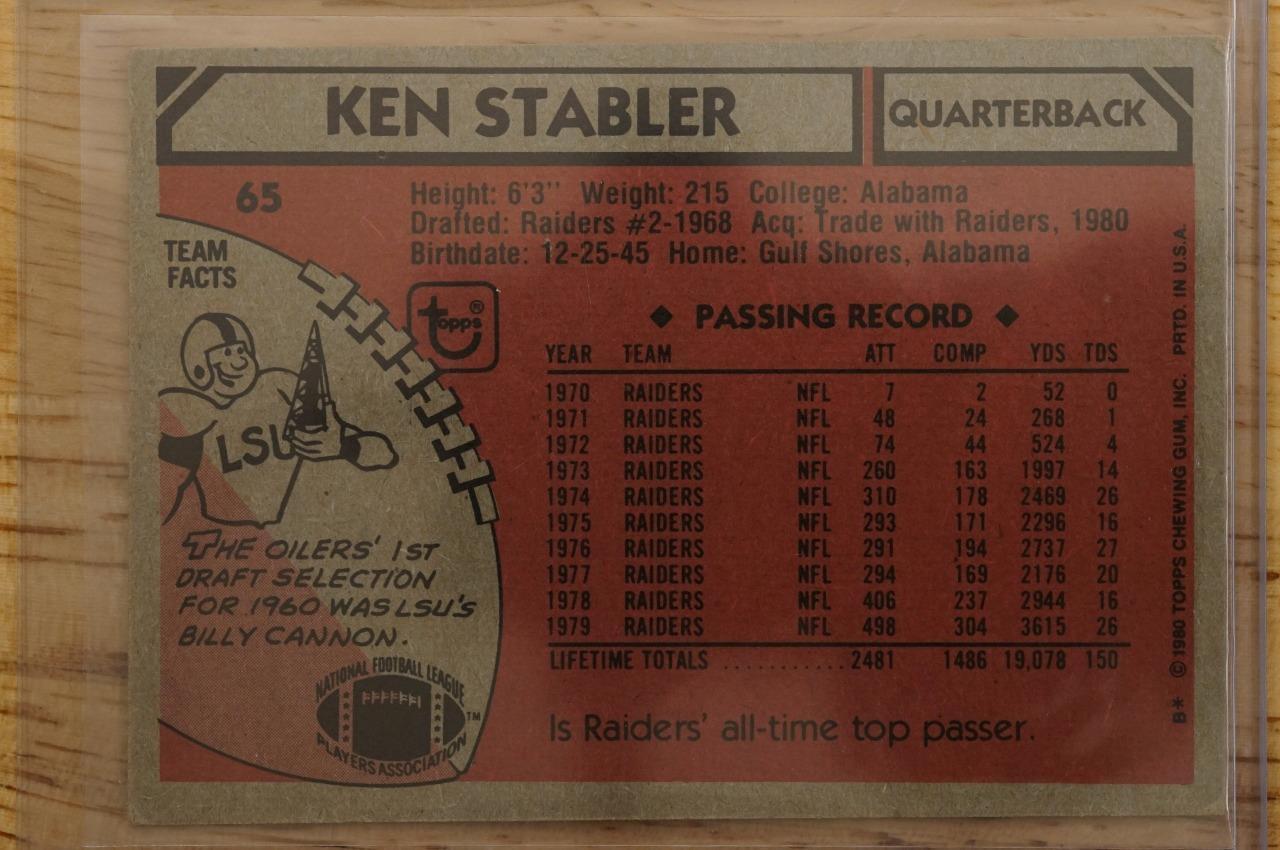 KEN STABLER
QUARTERBACK
65
Height: 6'3" Weight: 215 College: Alabama
Drafted: Raiders #2-1968 Acq: Trade with Raiders, 1980
Birthdate: 12-25-45 Home: Gulf Shores, Alabama
TEAM
FACTS
topps®
LSU
THE OILERS' 1ST
DRAFT SELECTION
FOR 1960 WAS LSU'S
BILLY CANNON.
NATIONAL FOOTBALL LEAGUE
PLAYERS ASSOCIATION
TM
◆ PASSING RECORD ◆
YEAR TEAM ATT COMP YDS TDS
1970 RAIDERS NFL 7 2 52 0
1971 RAIDERS NFL 48 24 268 1
1972 RAIDERS NFL 74 44 524 4
1973 RAIDERS NFL 260 163 1997 14
1974 RAIDERS NFL 310 178 2469 26
1975 RAIDERS NFL 293 171 2296 16
1976 RAIDERS NFL 291 194 2737 27
1977 RAIDERS NFL 294 169 2176 20
1978 RAIDERS NFL 406 237 2944 16
1979 RAIDERS NFL 498 304 3615 26
LIFETIME TOTALS ........... 2481 1486 19,078 150
Is Raiders' all-time top passer.
B* © 1980 TOPPS CHEWING GUM, INC. PRTD. IN U.S.A.